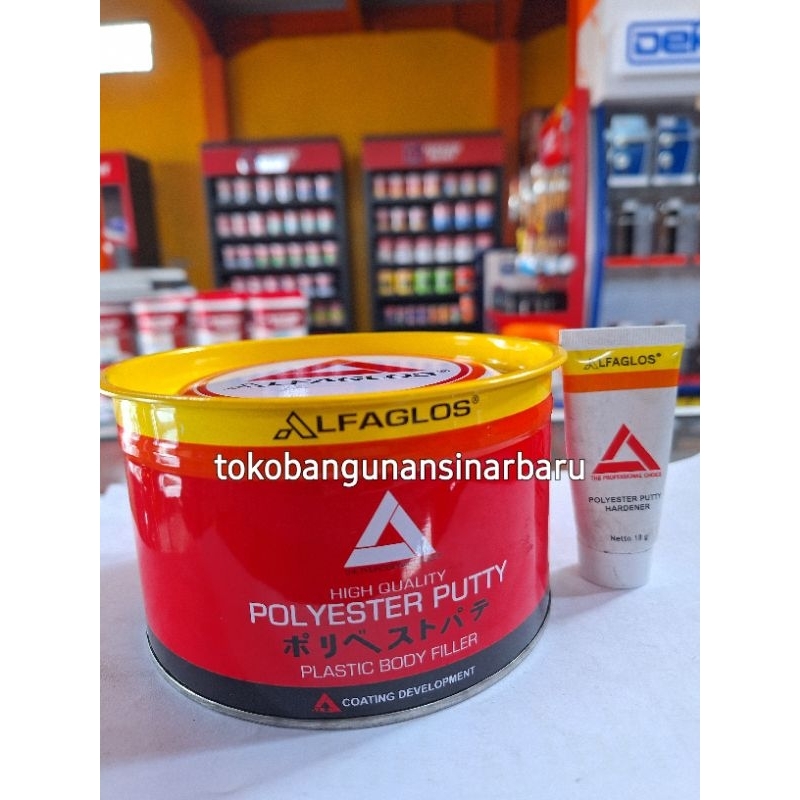 DEK
ALFAGLOS®
tokobangunansinarbaru
HIGH QUALITY
POLYESTER PUTTY
ポリベストパテ
PLASTIC BODY FILLER
COATING DEVELOPMENT
ALFAGLOS®
THE PROFESSIONAL CHOICE
POLYESTER PUTTY
HARDENER
Netto 18 g